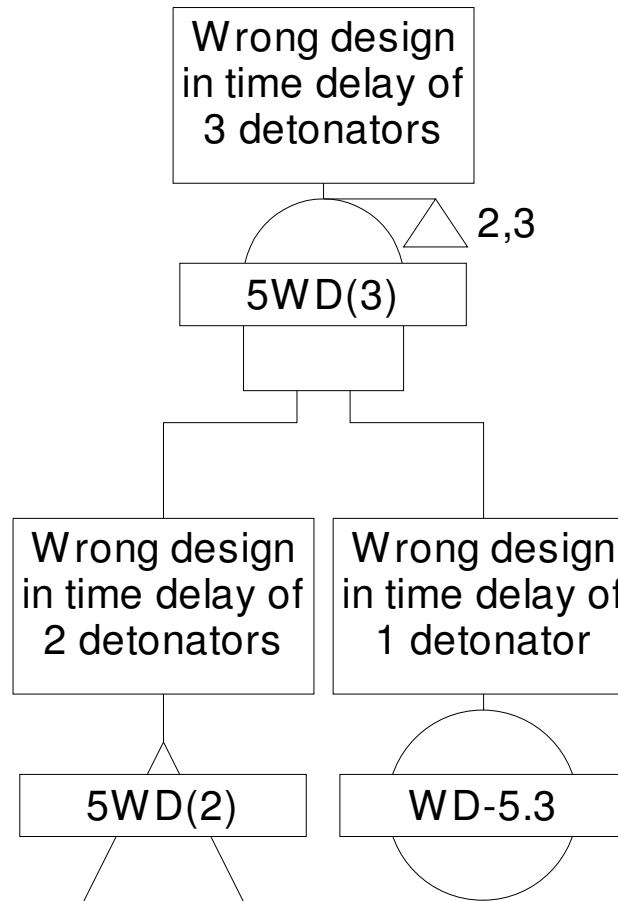 Wrong design
in time delay of
3 detonators
2,3
5WD(3)
Wrong design
in time delay of
2 detonators
Wrong design
in time delay of
1 detonator
5WD(2)
WD-5.3